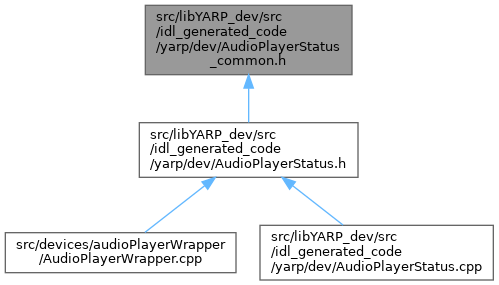 src/libYARP_dev/src
/idl_generated_code
/yarp/dev/AudioPlayerStatus
_common.h
src/libYARP_dev/src
/idl_generated_code
/yarp/dev/AudioPlayerStatus.h
src/devices/audioPlayerWrapper
/AudioPlayerWrapper.cpp
src/libYARP_dev/src
/idl_generated_code
/yarp/dev/AudioPlayerStatus.cpp